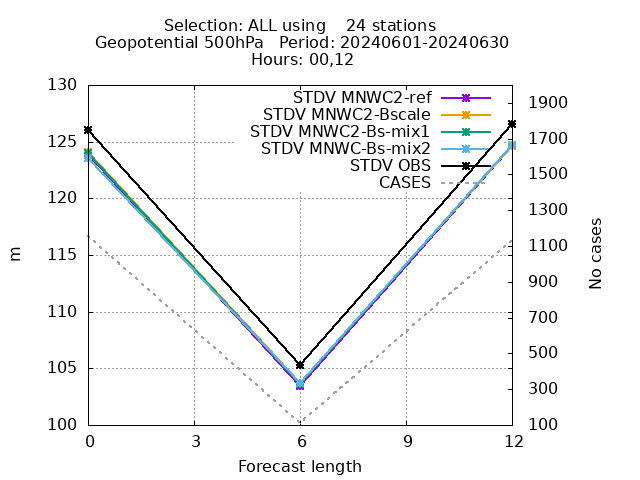 Selection: ALL using    24 stations
Geopotential 500hPa   Period: 20240601-20240630
Hours: 00,12
STDV MNWC2-ref
STDV MNWC2-Bscale
STDV MNWC2-Bs-mix1
STDV MNWC-Bs-mix2
STDV OBS
CASES
130
125
120
115
110
105
100
m
1900
1700
1500
1300
1100
900
700
500
300
100
No cases
0 3 6 9 12
Forecast length